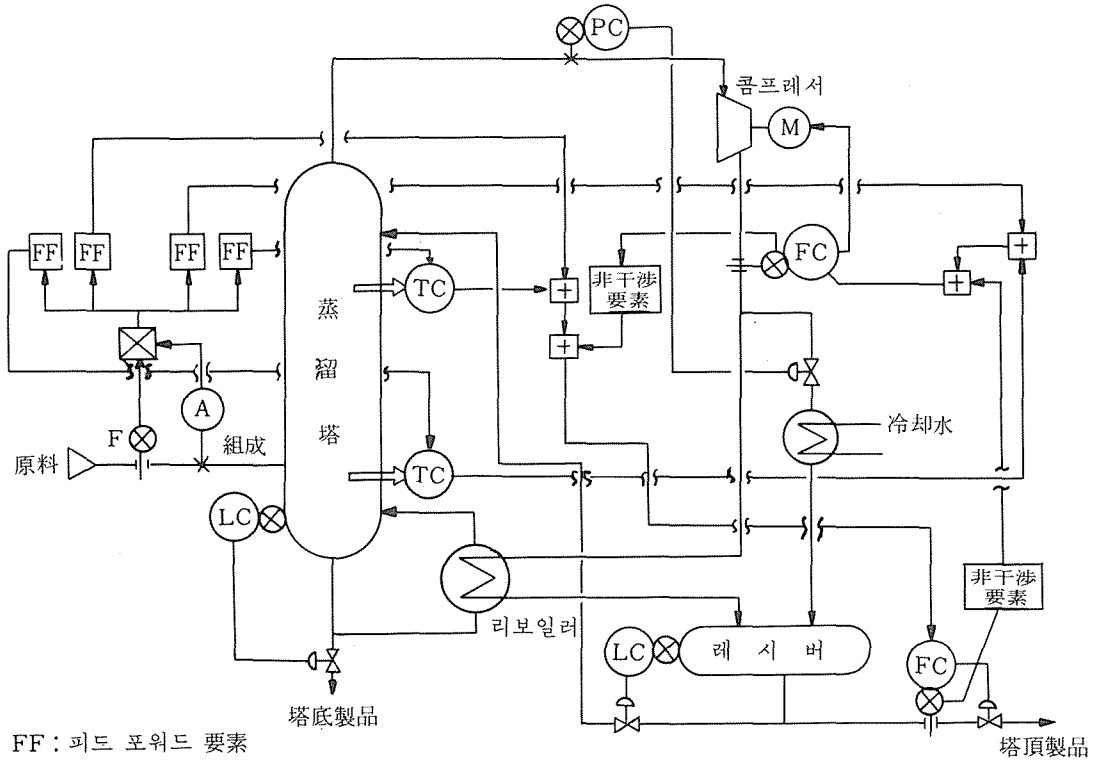 PC
콤프레서
M
FF
FF
FF
FF
FC
TC
+
+
+
+
非干渉
要素
蒸
溜
塔
A
F
組成
原料
冷却水
TC
LC
非干渉
要素
리보일러
LC
레 시 버
FC
塔底製品
塔頂製品
FF : 피드 포워드 要素